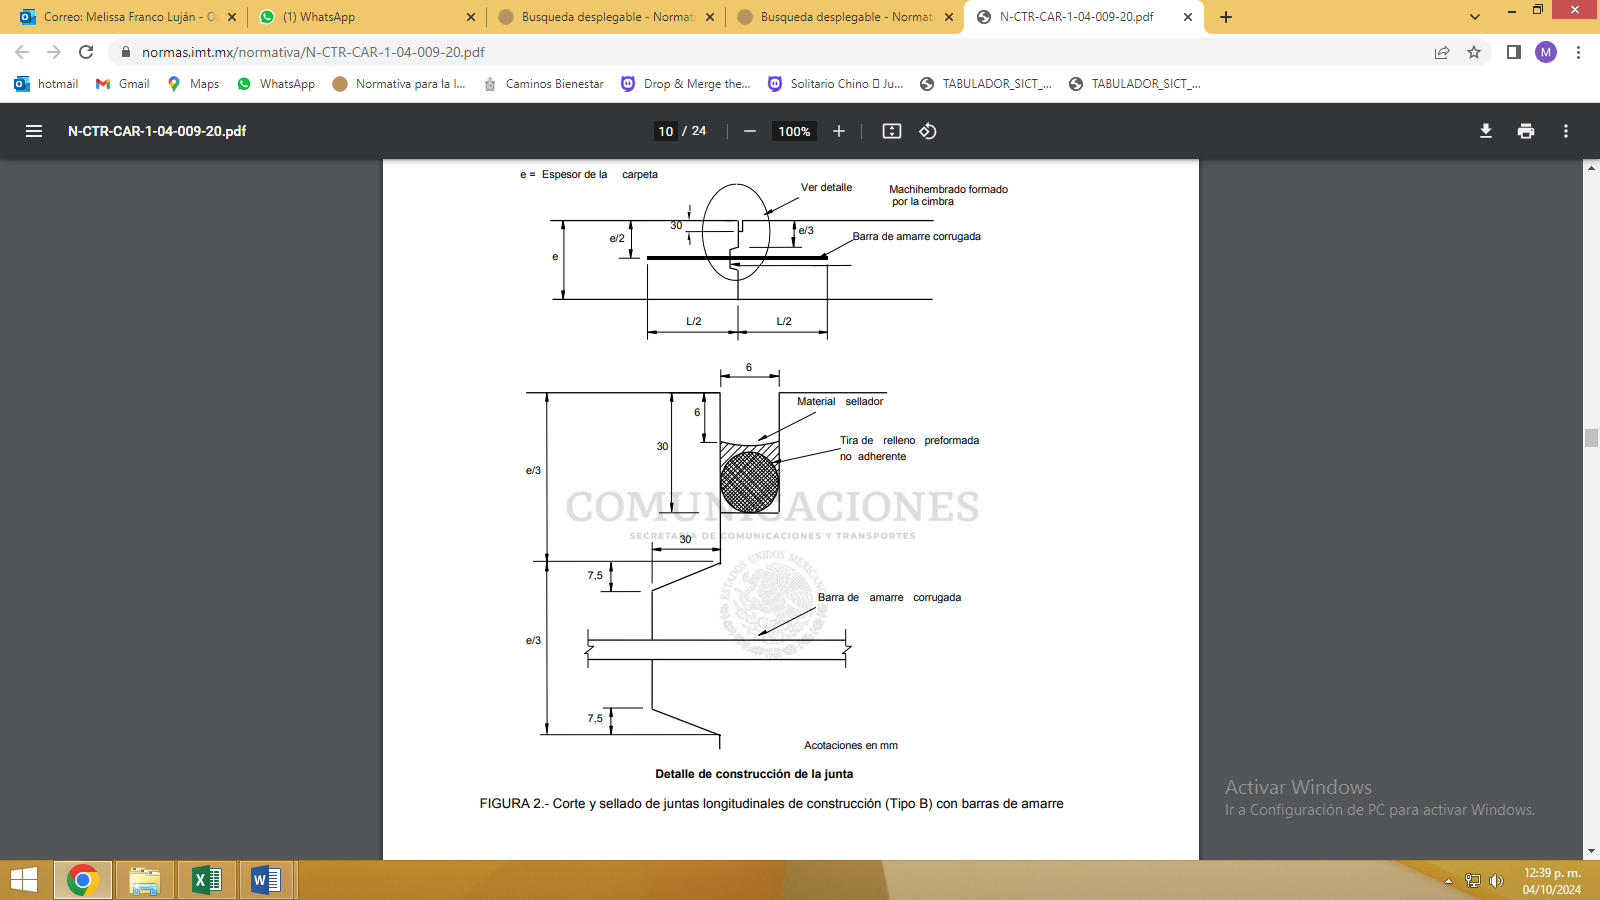 Correo: Melissa Franco Luján - Ou
(1) WhatsApp
Busqueda desplegable - Normati
Busqueda desplegable - Normati
N-CTR-CAR-1-04-009-20.pdf
normas.imt.mx/normativa/N-CTR-CAR-1-04-009-20.pdf
M
hotmail
Gmail
Maps
WhatsApp
Normativa para la I...
Caminos Bienestar
Drop & Merge the...
Solitario Chino 🀄 Ju...
TABULADOR_SICT_...
TABULADOR_SICT_...
N-CTR-CAR-1-04-009-20.pdf
10 / 24
100%
e = Espesor de la carpeta
Ver detalle
Machihembrado formado
por la cimbra
30
e/2
e/3
Barra de amarre corrugada
e
L/2
L/2
6
6
Material sellador
30
Tira de relleno preformada
no adherente
e/3
COMUNICACIONES
SECRETARÍA DE COMUNICACIONES Y TRANSPORTES
30
ESTADOS UNIDOS MEXICANOS
7,5
Barra de amarre corrugada
e/3
7,5
Acotaciones en mm
Detalle de construcción de la junta
FIGURA 2.- Corte y sellado de juntas longitudinales de construcción (Tipo B) con barras de amarre
Activar Windows
Ir a Configuración de PC para activar Windows.
12:39 p. m.
04/10/2024